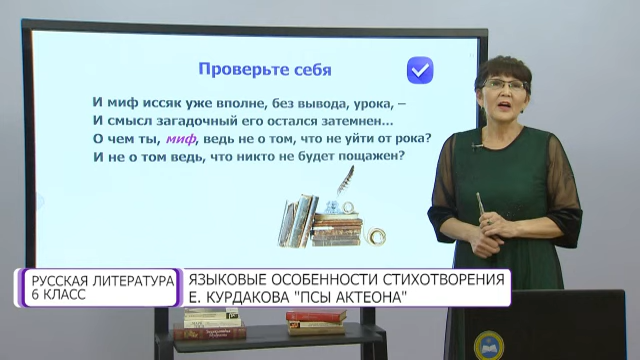 Проверьте себя
И миф иссяк уже вполне, без вывода, урока, –
И смысл загадочный его остался затемнен...
О чем ты, миф, ведь не о том, что не уйти от рока?
И не о том ведь, что никто не будет пощажен?
РУССКАЯ ЛИТЕРАТУРА
6 КЛАСС
ЯЗЫКОВЫЕ ОСОБЕННОСТИ СТИХОТВОРЕНИЯ
Е. КУРДАКОВА "ПСЫ АКТЕОНА"